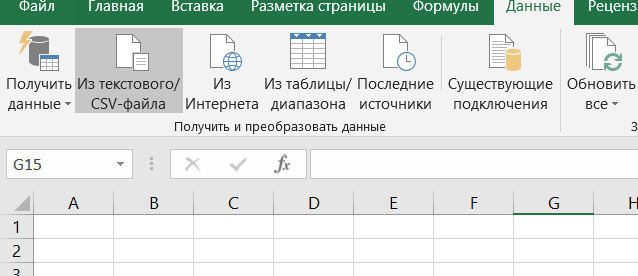 Файл Главная Вставка Разметка страницы Формулы Данные Реценз
Получить данные
Из текстового/ CSV-файла
Из Интернета
Из таблицы/ диапазона
Последние источники
Существующие подключения
Обновить все
Получить и преобразовать данные
З
G15
fx
A B C D E F G H
1
2
3